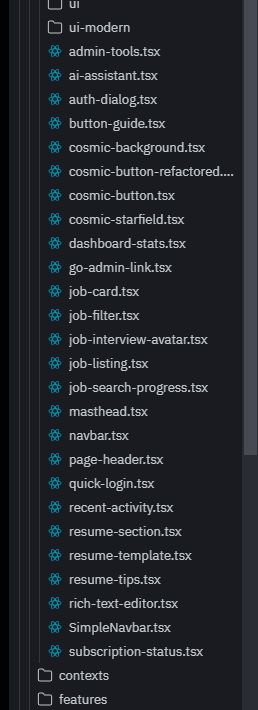 ui
ui-modern
admin-tools.tsx
ai-assistant.tsx
auth-dialog.tsx
button-guide.tsx
cosmic-background.tsx
cosmic-button-refactored....
cosmic-button.tsx
cosmic-starfield.tsx
dashboard-stats.tsx
go-admin-link.tsx
job-card.tsx
job-filter.tsx
job-interview-avatar.tsx
job-listing.tsx
job-search-progress.tsx
masthead.tsx
navbar.tsx
page-header.tsx
quick-login.tsx
recent-activity.tsx
resume-section.tsx
resume-template.tsx
resume-tips.tsx
rich-text-editor.tsx
SimpleNavbar.tsx
subscription-status.tsx
contexts
features